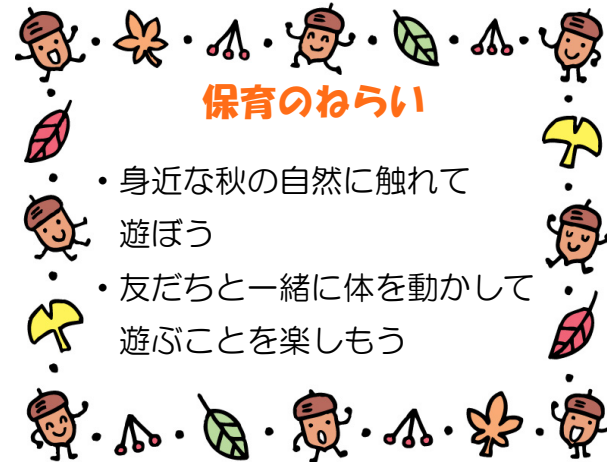 保育のねらい
・身近な秋の自然に触れて
遊ぼう
・友だちと一緒に体を動かして
遊ぶことを楽しもう